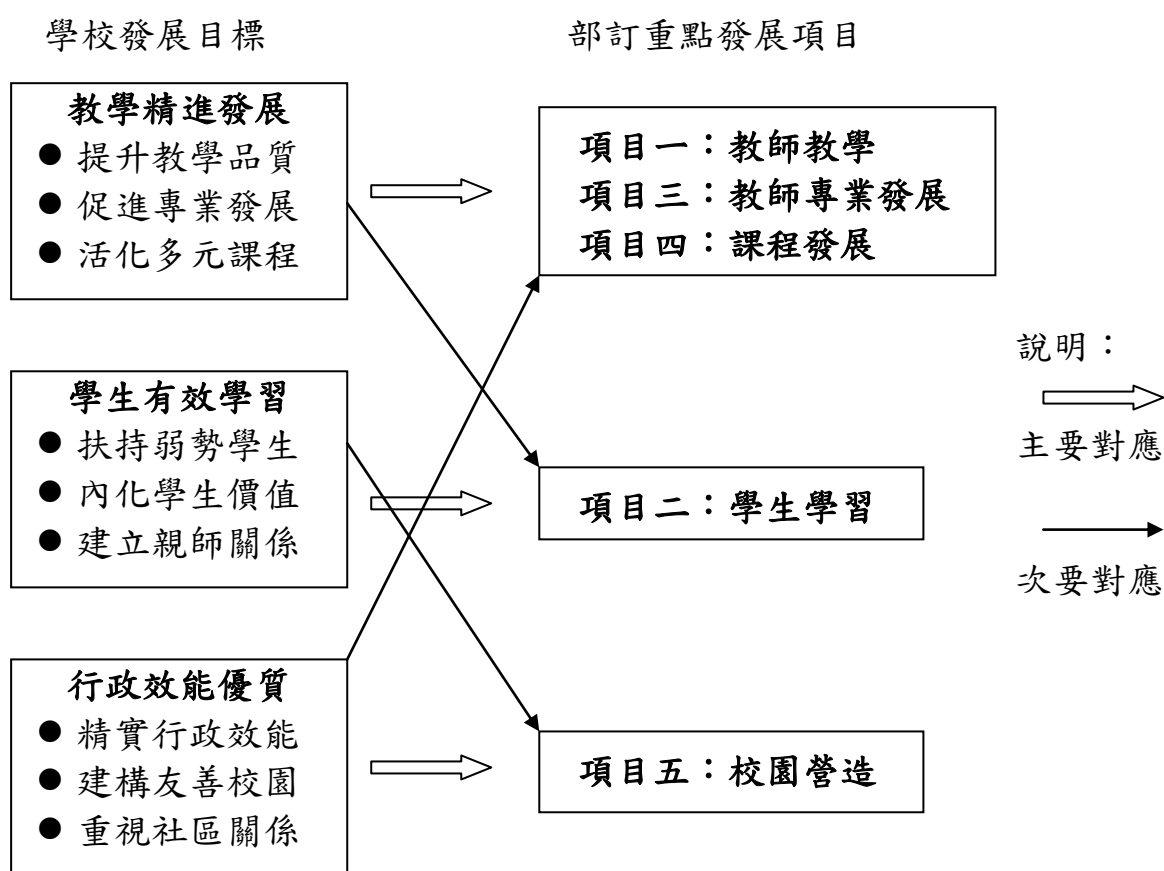 學校發展目標
部訂重點發展項目
教學精進發展
● 提升教學品質
● 促進專業發展
● 活化多元課程
項目一：教師教學
項目三：教師專業發展
項目四：課程發展
學生有效學習
● 扶持弱勢學生
● 內化學生價值
● 建立親師關係
項目二：學生學習
行政效能優質
● 精實行政效能
● 建構友善校園
● 重視社區關係
項目五：校園營造
說明：
主要對應
次要對應